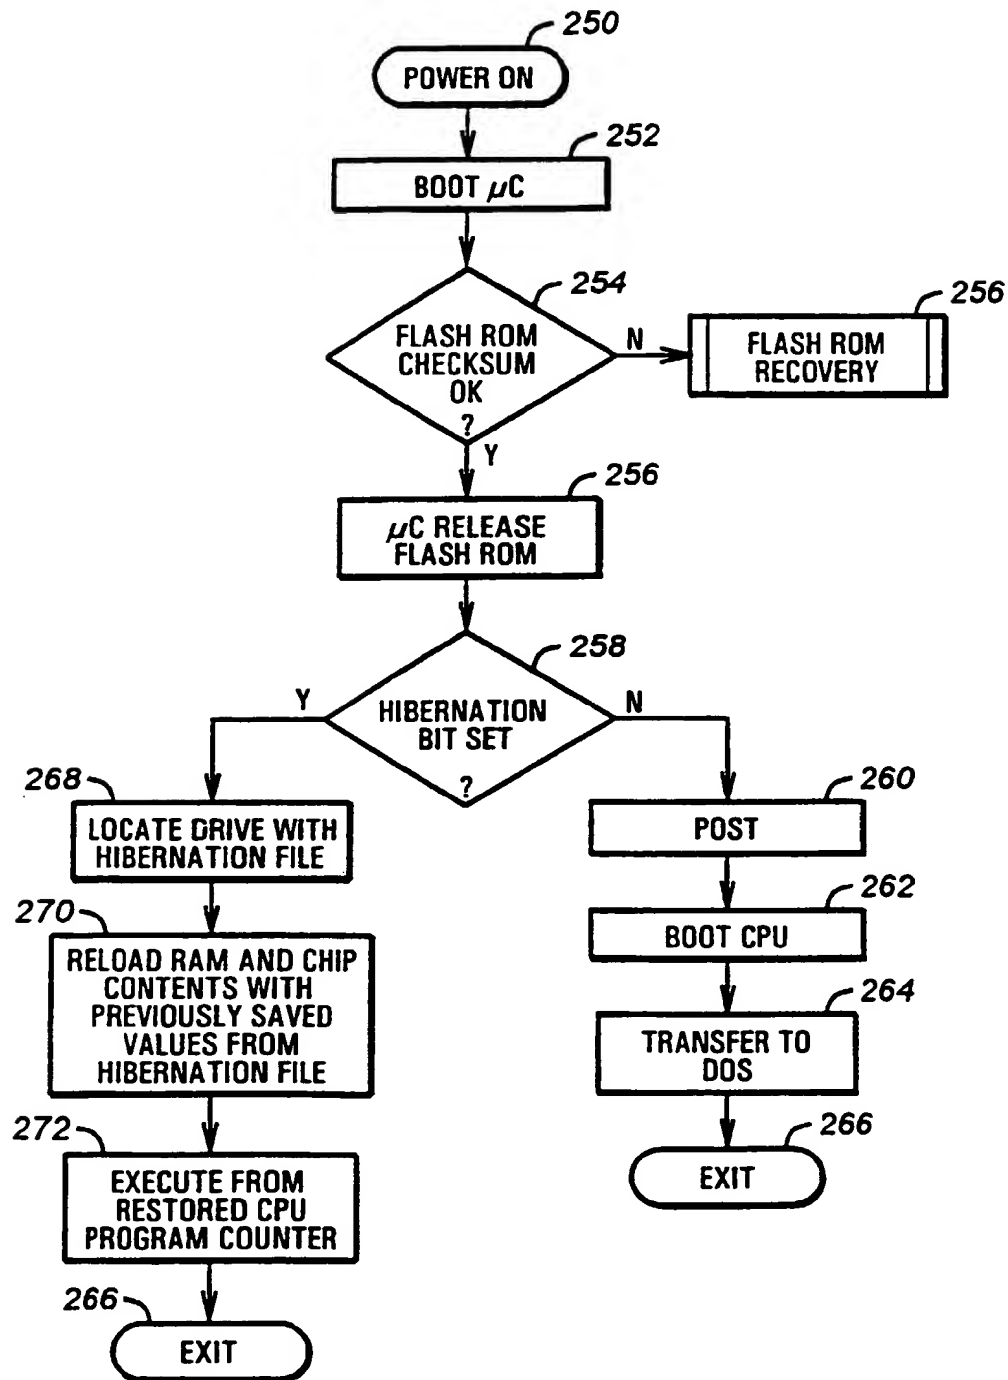 250
POWER ON
252
BOOT μC
254
FLASH ROM
CHECKSUM
OK
?
N
256
FLASH ROM
RECOVERY
Y
256
μC RELEASE
FLASH ROM
258
HIBERNATION
BIT SET
?
Y
N
268
LOCATE DRIVE WITH
HIBERNATION FILE
270
RELOAD RAM AND CHIP
CONTENTS WITH
PREVIOUSLY SAVED
VALUES FROM
HIBERNATION FILE
272
EXECUTE FROM
RESTORED CPU
PROGRAM COUNTER
266
EXIT
260
POST
262
BOOT CPU
264
TRANSFER TO
DOS
266
EXIT